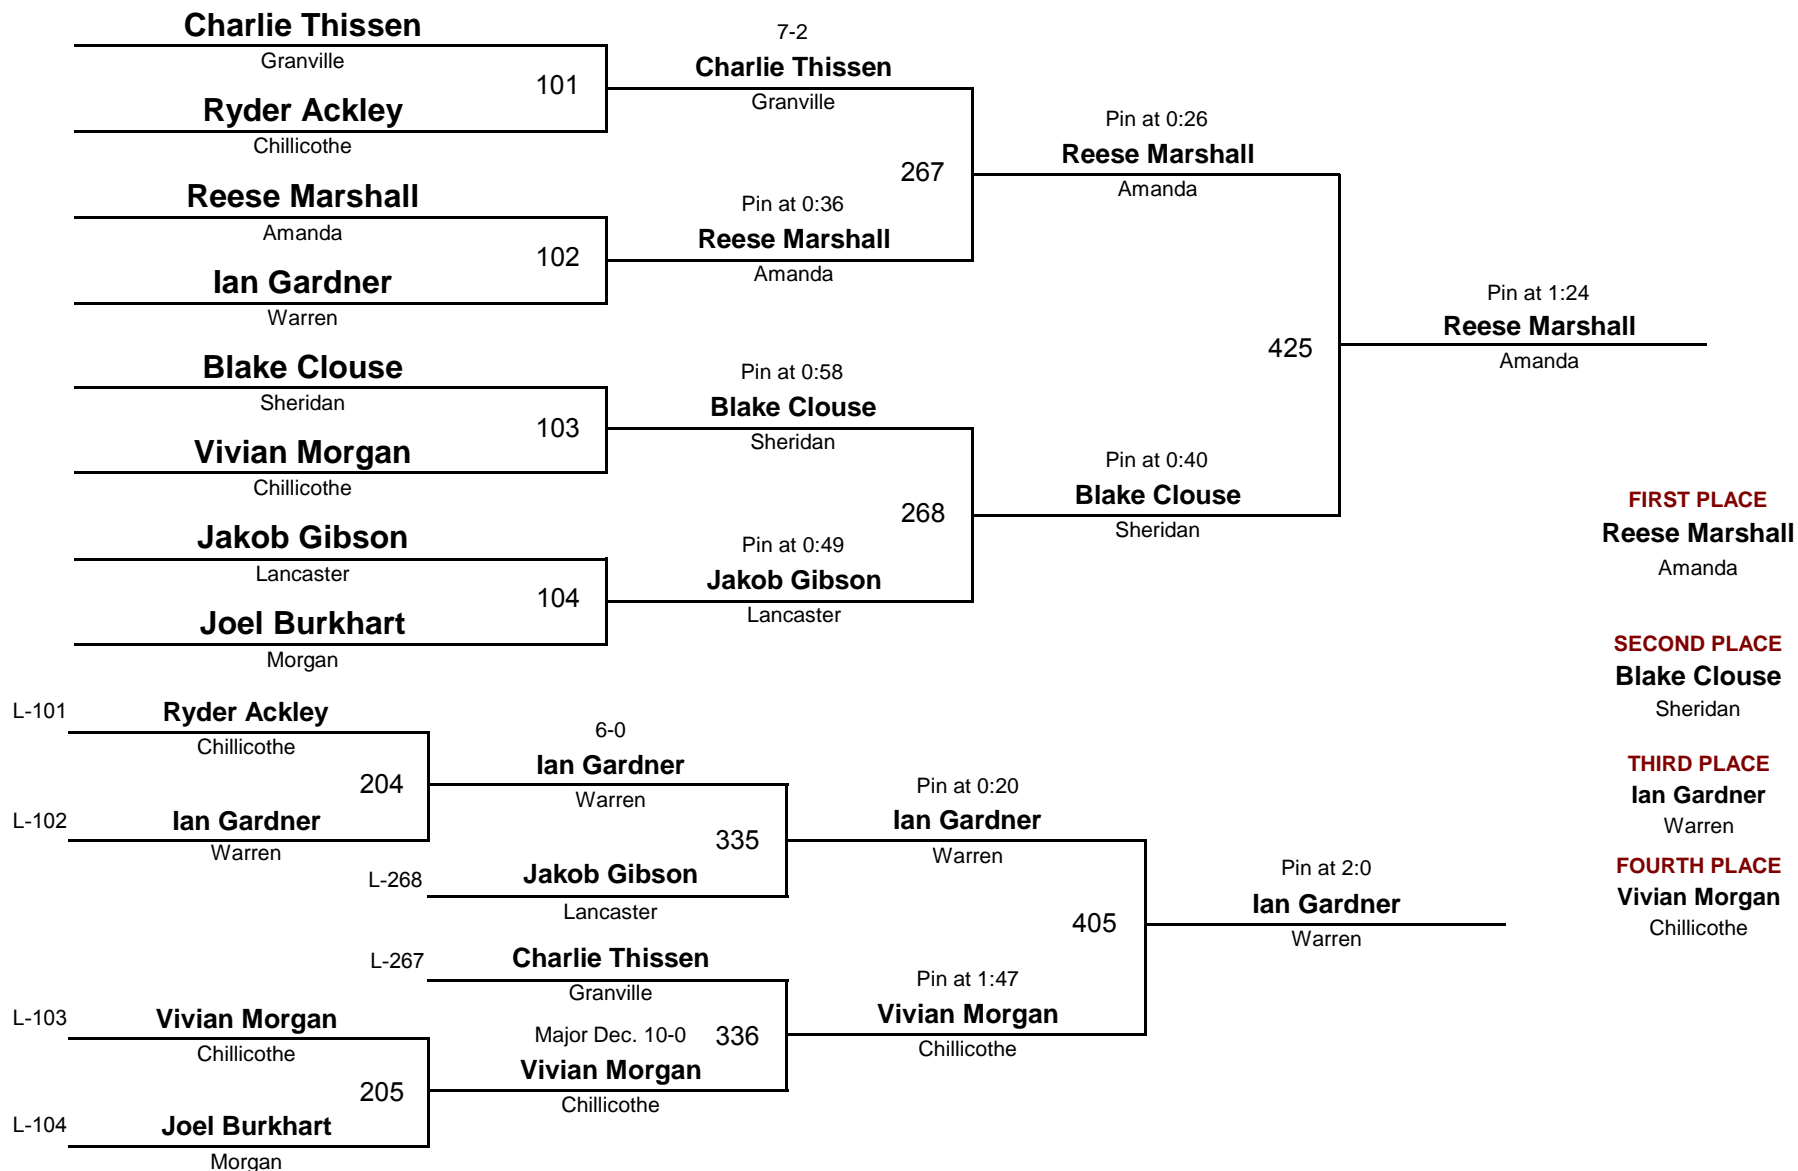 Charlie Thissen
Granville
101
Ryder Ackley
Chillicothe
Reese Marshall
Amanda
102
Ian Gardner
Warren
Blake Clouse
Sheridan
103
Vivian Morgan
Chillicothe
Jakob Gibson
Lancaster
104
Joel Burkhart
Morgan
7-2
Charlie Thissen
Granville
267
Pin at 0:36
Reese Marshall
Amanda
Pin at 0:58
Blake Clouse
Sheridan
268
Pin at 0:49
Jakob Gibson
Lancaster
Pin at 0:26
Reese Marshall
Amanda
425
Pin at 0:40
Blake Clouse
Sheridan
Pin at 1:24
Reese Marshall
Amanda
L-101
Ryder Ackley
Chillicothe
204
L-102
Ian Gardner
Warren
L-103
Vivian Morgan
Chillicothe
205
L-104
Joel Burkhart
Morgan
6-0
Ian Gardner
Warren
335
L-268
Jakob Gibson
Lancaster
L-267
Charlie Thissen
Granville
Major Dec. 10-0
336
Vivian Morgan
Chillicothe
Pin at 0:20
Ian Gardner
Warren
405
Pin at 1:47
Vivian Morgan
Chillicothe
Pin at 2:0
Ian Gardner
Warren
FIRST PLACE
Reese Marshall
Amanda
SECOND PLACE
Blake Clouse
Sheridan
THIRD PLACE
Ian Gardner
Warren
FOURTH PLACE
Vivian Morgan
Chillicothe